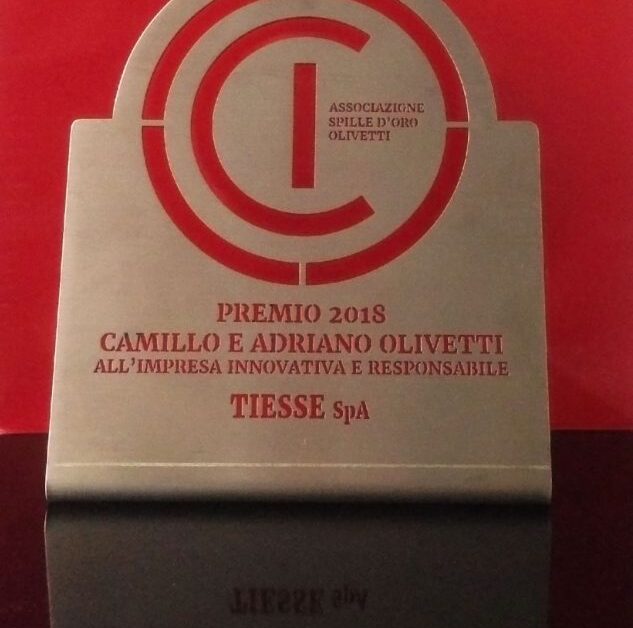 ASSOCIAZIONE
SPILLE D'ORO
OLIVETTI
PREMIO 2018
CAMILLO E ADRIANO OLIVETTI
ALL'IMPRESA INNOVATIVA E RESPONSABILE
TIESSE SpA